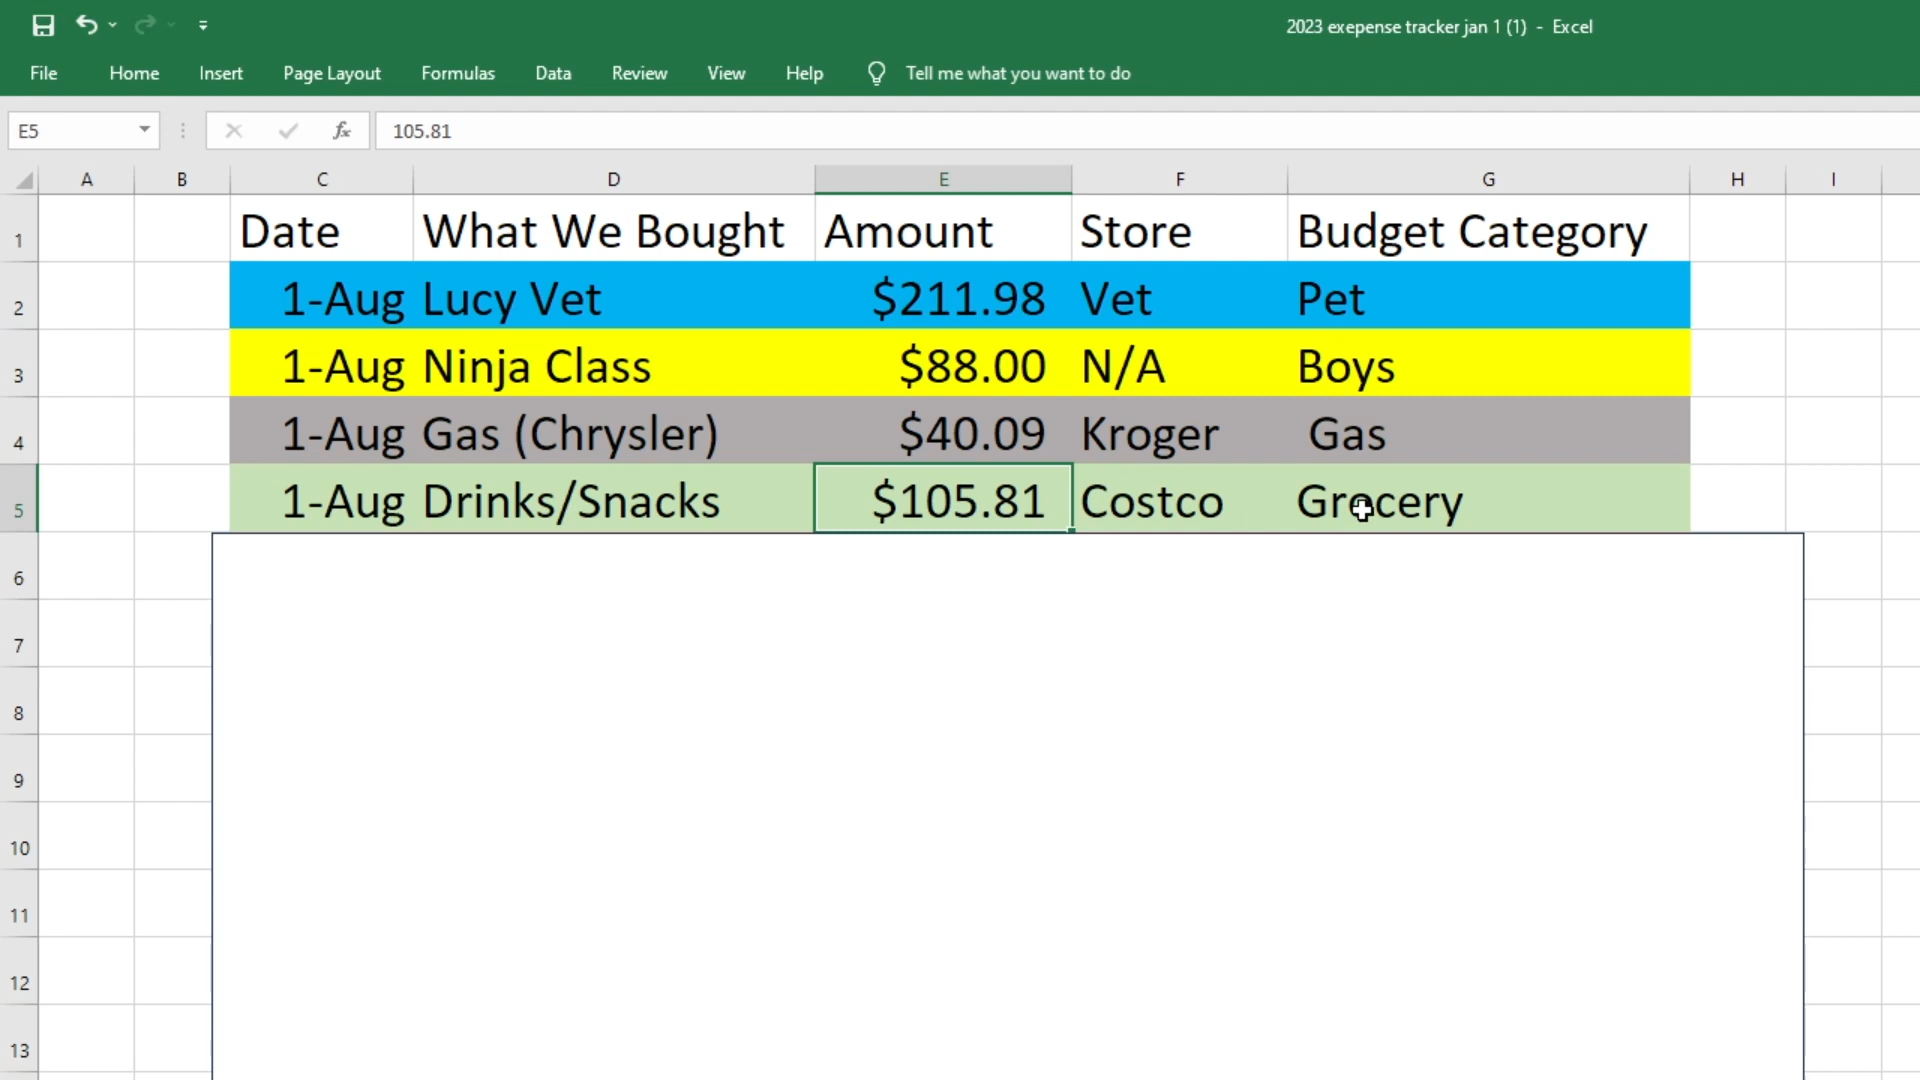 2023 exepense tracker jan 1 (1) - Excel
File Home Insert Page Layout Formulas Data Review View Help Tell me what you want to do
E5 fx 105.81
A B C D E F G H I
1 Date What We Bought Amount Store Budget Category
2 1-Aug Lucy Vet $211.98 Vet Pet
3 1-Aug Ninja Class $88.00 N/A Boys
4 1-Aug Gas (Chrysler) $40.09 Kroger Gas
5 1-Aug Drinks/Snacks $105.81 Costco Grocery
6
7
8
9
10
11
12
13